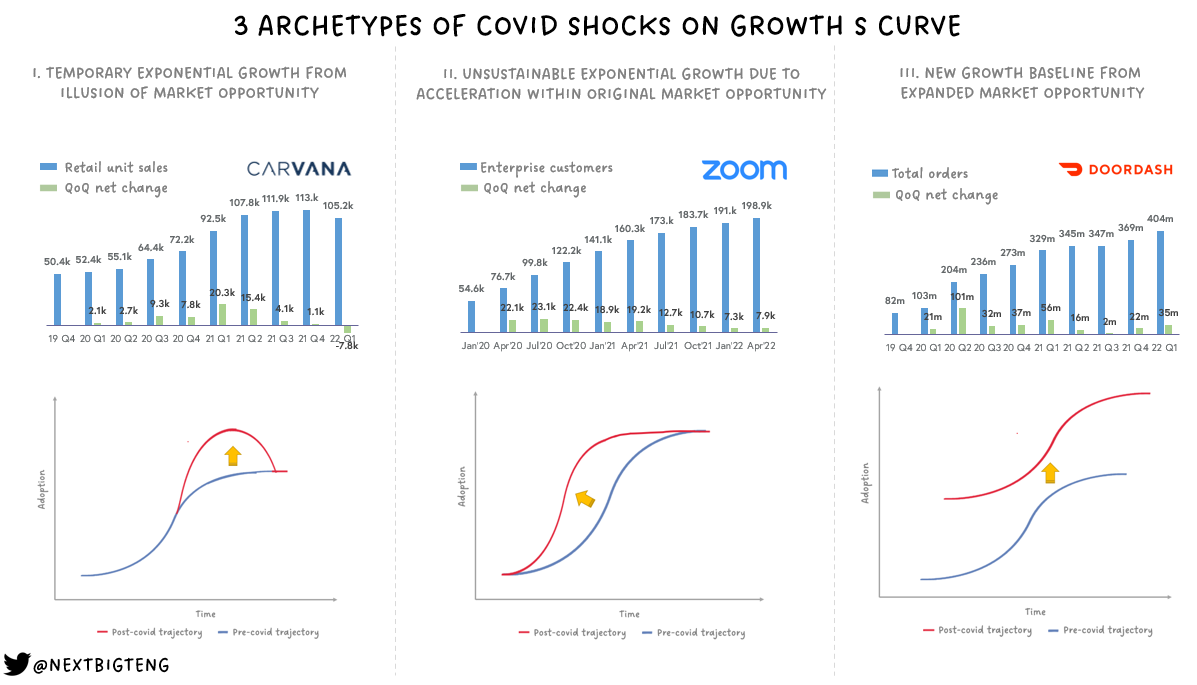 3 ARCHETYPES OF COVID SHOCKS ON GROWTH S CURVE
I. TEMPORARY EXPONENTIAL GROWTH FROM
ILLUSION OF MARKET OPPORTUNITY
Retail unit sales
QoQ net change
CARVANA
50.4k 52.4k 55.1k 64.4k 72.2k 92.5k 107.8k 111.9k 113.k 105.2k
2.1k 2.7k 9.3k 7.8k 20.3k 15.4k 4.1k 1.1k -7.8k
19 Q4 20 Q1 20 Q2 20 Q3 20 Q4 21 Q1 21 Q2 21 Q3 21 Q4 22 Q1
Adoption
Time
Post-covid trajectory Pre-covid trajectory
II. UNSUSTAINABLE EXPONENTIAL GROWTH DUE TO
ACCELERATION WITHIN ORIGINAL MARKET OPPORTUNITY
Enterprise customers
QoQ net change
zoom
54.6k 76.7k 99.8k 122.2k 141.1k 160.3k 173.k 183.7k 191.k 198.9k
22.1k 23.1k 22.4k 18.9k 19.2k 12.7k 10.7k 7.3k 7.9k
Jan'20 Apr'20 Jul'20 Oct'20 Jan'21 Apr'21 Jul'21 Oct'21 Jan'22 Apr'22
Adoption
Time
Post-covid trajectory Pre-covid trajectory
III. NEW GROWTH BASELINE FROM
EXPANDED MARKET OPPORTUNITY
Total orders
QoQ net change
DOORDASH
82m 103m 204m 236m 273m 329m 345m 347m 369m 404m
21m 101m 32m 37m 56m 16m 2m 22m 35m
19 Q4 20 Q1 20 Q2 20 Q3 20 Q4 21 Q1 21 Q2 21 Q3 21 Q4 22 Q1
Adoption
Time
Post-covid trajectory Pre-covid trajectory
@NEXTBIGTENG